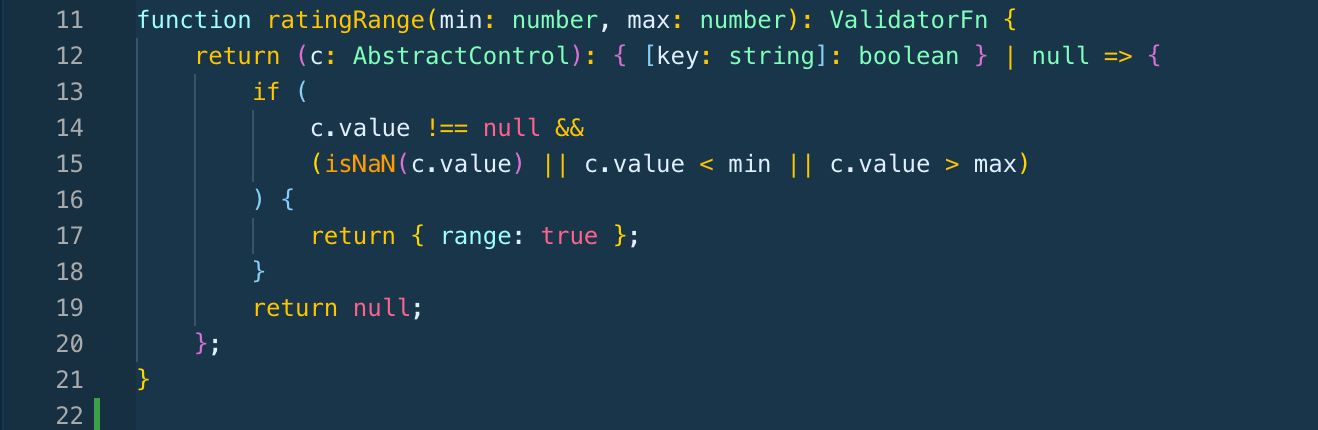 11 function ratingRange(min: number, max: number): ValidatorFn {
12     return (c: AbstractControl): { [key: string]: boolean } | null => {
13         if (
14             c.value !== null &&
15             (isNaN(c.value) || c.value < min || c.value > max)
16         ) {
17             return { range: true };
18         }
19         return null;
20     };
21 }
22